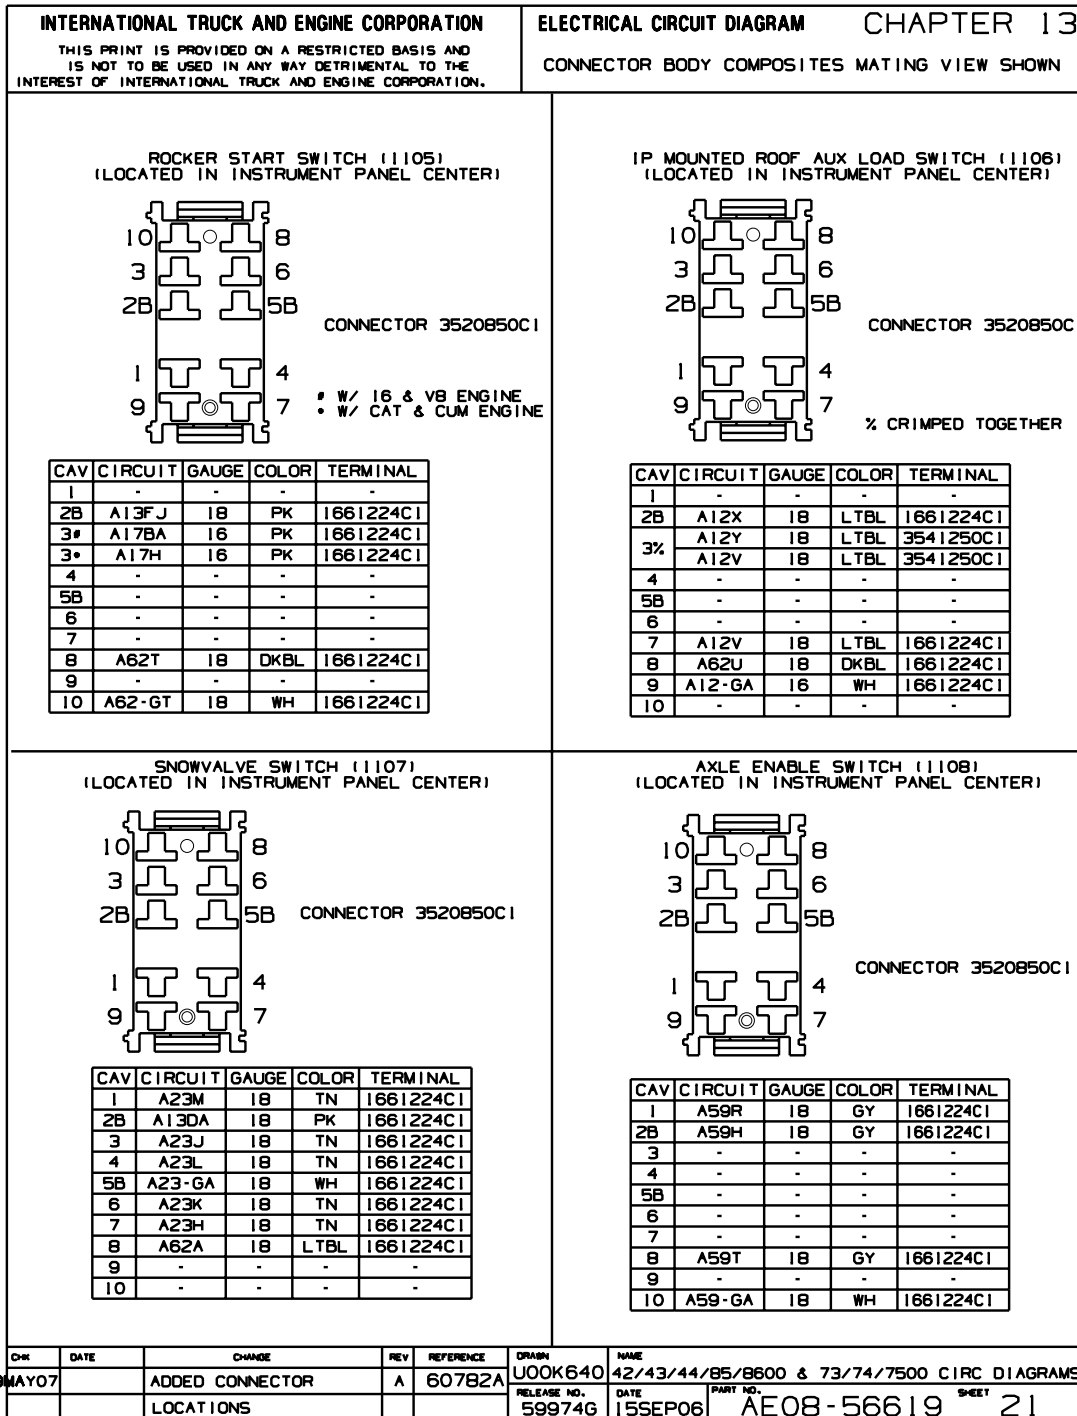 INTERNATIONAL TRUCK AND ENGINE CORPORATION
THIS PRINT IS PROVIDED ON A RESTRICTED BASIS AND
IS NOT TO BE USED IN ANY WAY DETRIMENTAL TO THE
INTEREST OF INTERNATIONAL TRUCK AND ENGINE CORPORATION.
ELECTRICAL CIRCUIT DIAGRAM CHAPTER 13
CONNECTOR BODY COMPOSITES MATING VIEW SHOWN
ROCKER START SWITCH (1105)
(LOCATED IN INSTRUMENT PANEL CENTER)
10 8
3 6
2B 5B
CONNECTOR 3520850C1
1 4
# W/ I6 & V8 ENGINE
9 7
* W/ CAT & CUM ENGINE
CAV CIRCUIT GAUGE COLOR TERMINAL
1 - - - -
2B A13FJ 18 PK 1661224C1
3# A17BA 16 PK 1661224C1
3* A17H 16 PK 1661224C1
4 - - - -
5B - - - -
6 - - - -
7 - - - -
8 A62T 18 DKBL 1661224C1
9 - - - -
10 A62-GT 18 WH 1661224C1
IP MOUNTED ROOF AUX LOAD SWITCH (1106)
(LOCATED IN INSTRUMENT PANEL CENTER)
10 8
3 6
2B 5B
CONNECTOR 3520850C
1 4
9 7
% CRIMPED TOGETHER
CAV CIRCUIT GAUGE COLOR TERMINAL
1 - - - -
2B A12X 18 LTBL 1661224C1
3% A12Y 18 LTBL 3541250C1
A12V 18 LTBL 3541250C1
4 - - - -
5B - - - -
6 - - - -
7 A12V 18 LTBL 1661224C1
8 A62U 18 DKBL 1661224C1
9 A12-GA 16 WH 1661224C1
10 - - - -
SNOWVALVE SWITCH (1107)
(LOCATED IN INSTRUMENT PANEL CENTER)
10 8
3 6
2B 5B CONNECTOR 3520850C1
1 4
9 7
CAV CIRCUIT GAUGE COLOR TERMINAL
1 A23M 18 TN 1661224C1
2B A13DA 18 PK 1661224C1
3 A23J 18 TN 1661224C1
4 A23L 18 TN 1661224C1
5B A23-GA 18 WH 1661224C1
6 A23K 18 TN 1661224C1
7 A23H 18 TN 1661224C1
8 A62A 18 LTBL 1661224C1
9 - - - -
10 - - - -
AXLE ENABLE SWITCH (1108)
(LOCATED IN INSTRUMENT PANEL CENTER)
10 8
3 6
2B 5B
CONNECTOR 3520850C1
1 4
9 7
CAV CIRCUIT GAUGE COLOR TERMINAL
1 A59R 18 GY 1661224C1
2B A59H 18 GY 1661224C1
3 - - - -
4 - - - -
5B - - - -
6 - - - -
7 - - - -
8 A59T 18 GY 1661224C1
9 - - - -
10 A59-GA 18 WH 1661224C1
CHK DATE CHANGE REV REFERENCE
MAY07 ADDED CONNECTOR A 60782A
LOCATIONS
DRAWN U00K640
NAME 42/43/44/85/8600 & 73/74/7500 CIRC DIAGRAMS
RELEASE NO. 59974G
DATE 15SEP06
PART NO. AE08-56619
SHEET 21